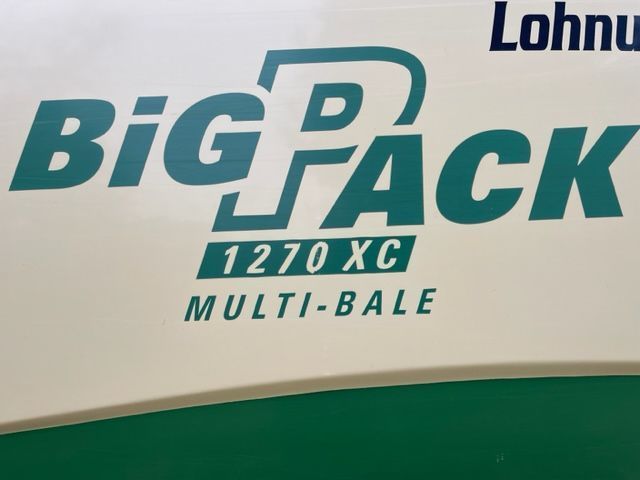 Lohnu
BiG PACK
1270 XC
MULTI-BALE